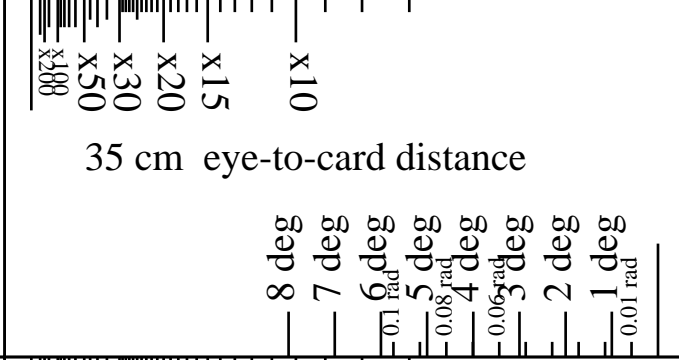 x200
x100
x50
x30
x20
x15
x10
35 cm eye-to-card distance
8 deg
7 deg
6 deg
0.1 rad
5 deg
0.08 rad
4 deg
0.06 rad
3 deg
2 deg
1 deg
0.01 rad